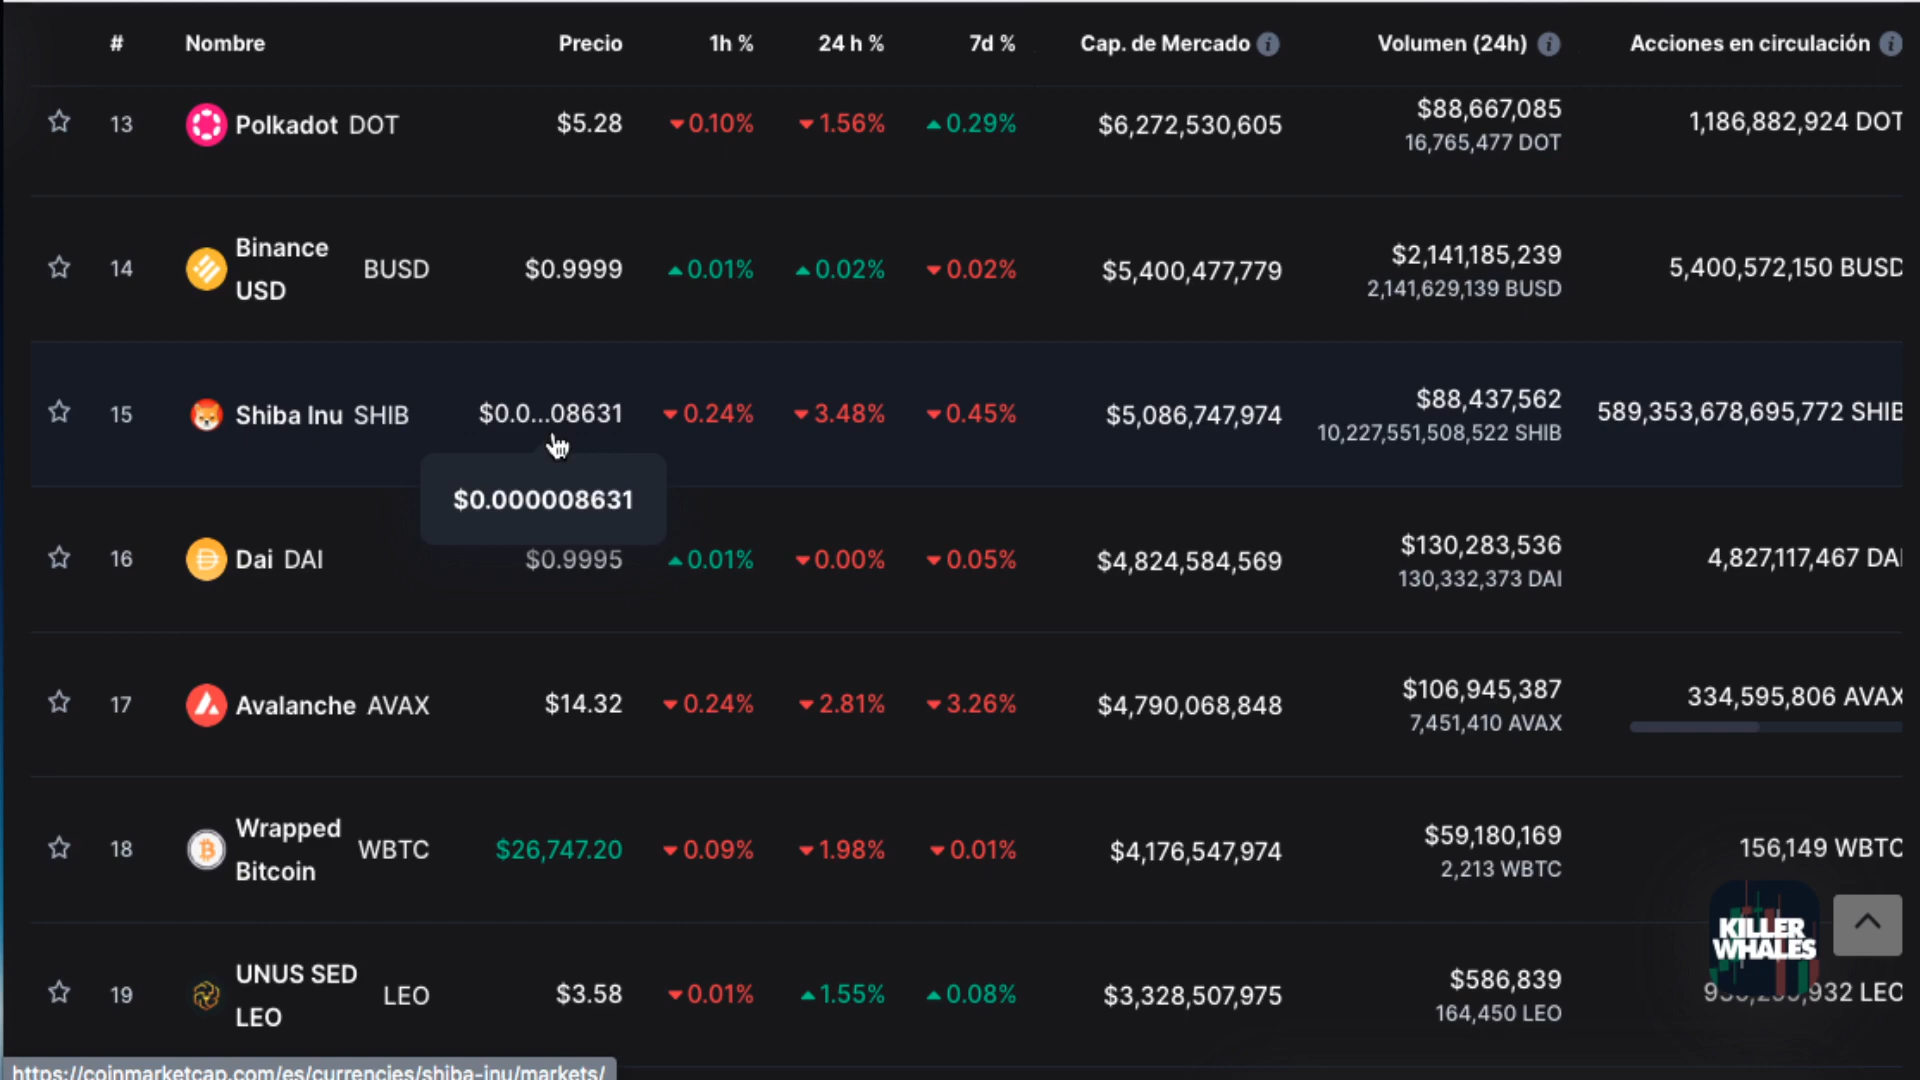 # Nombre Precio 1h % 24 h % 7d % Cap. de Mercado Volumen (24h) Acciones en circulación
13 Polkadot DOT $5.28 0.10% 1.56% 0.29% $6,272,530,605 $88,667,085 1,186,882,924 DOT
16,765,477 DOT
14 Binance USD BUSD $0.9999 0.01% 0.02% 0.02% $5,400,477,779 $2,141,185,239 5,400,572,150 BUSD
2,141,629,139 BUSD
15 Shiba Inu SHIB $0.0...08631 0.24% 3.48% 0.45% $5,086,747,974 $88,437,562 589,353,678,695,772 SHIB
10,227,551,508,522 SHIB
$0.000008631
16 Dai DAI $0.9995 0.01% 0.00% 0.05% $4,824,584,569 $130,283,536 4,827,117,467 DAI
130,332,373 DAI
17 Avalanche AVAX $14.32 0.24% 2.81% 3.26% $4,790,068,848 $106,945,387 334,595,806 AVAX
7,451,410 AVAX
18 Wrapped Bitcoin WBTC $26,747.20 0.09% 1.98% 0.01% $4,176,547,974 $59,180,169 156,149 WBTC
2,213 WBTC
KILLER
WHALES
19 UNUS SED LEO LEO $3.58 0.01% 1.55% 0.08% $3,328,507,975 $586,839 LEO
164,450 LEO
https://coinmarketcap.com/es/currencies/shiba-inu/markets/